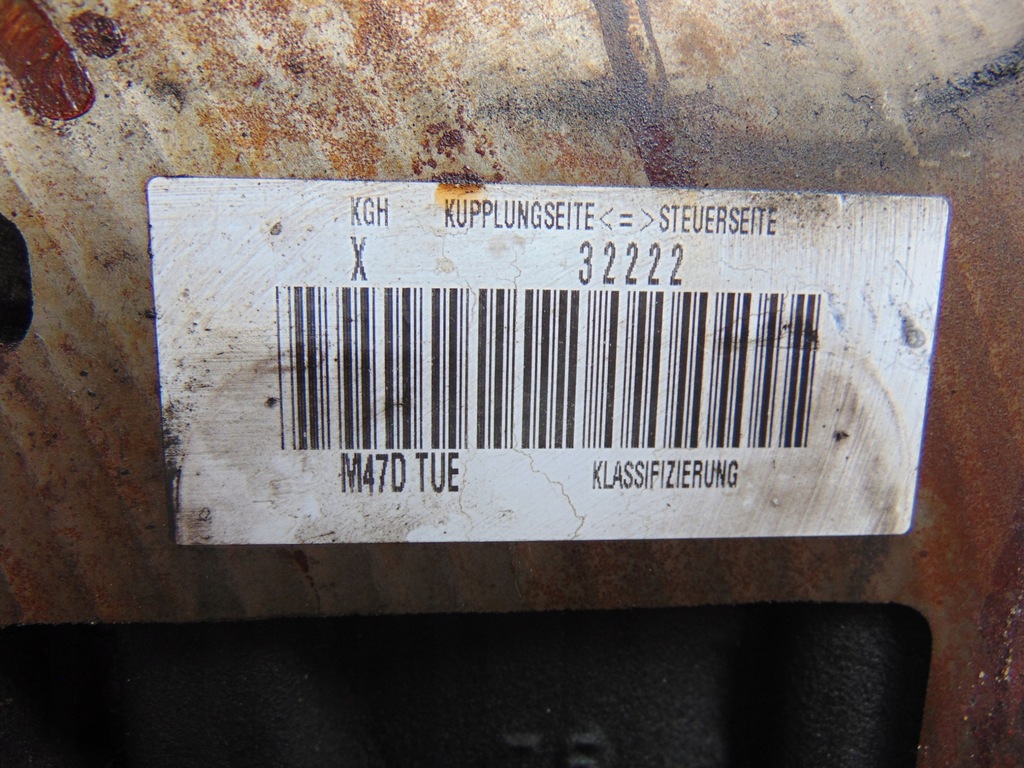 KGH KUPPLUNGSEITE <=> STEUERSEITE
X 32222
M47D TUE KLASSIFIZIERUNG